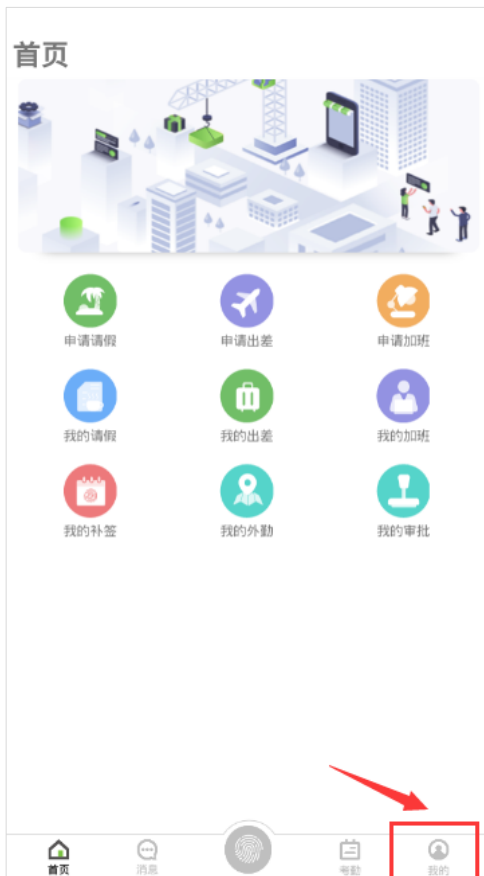 首页
申请请假 申请出差 申请加班
我的请假 我的出差 我的加班
我的补签 我的外勤 我的审批
首页 消息 考勤 我的